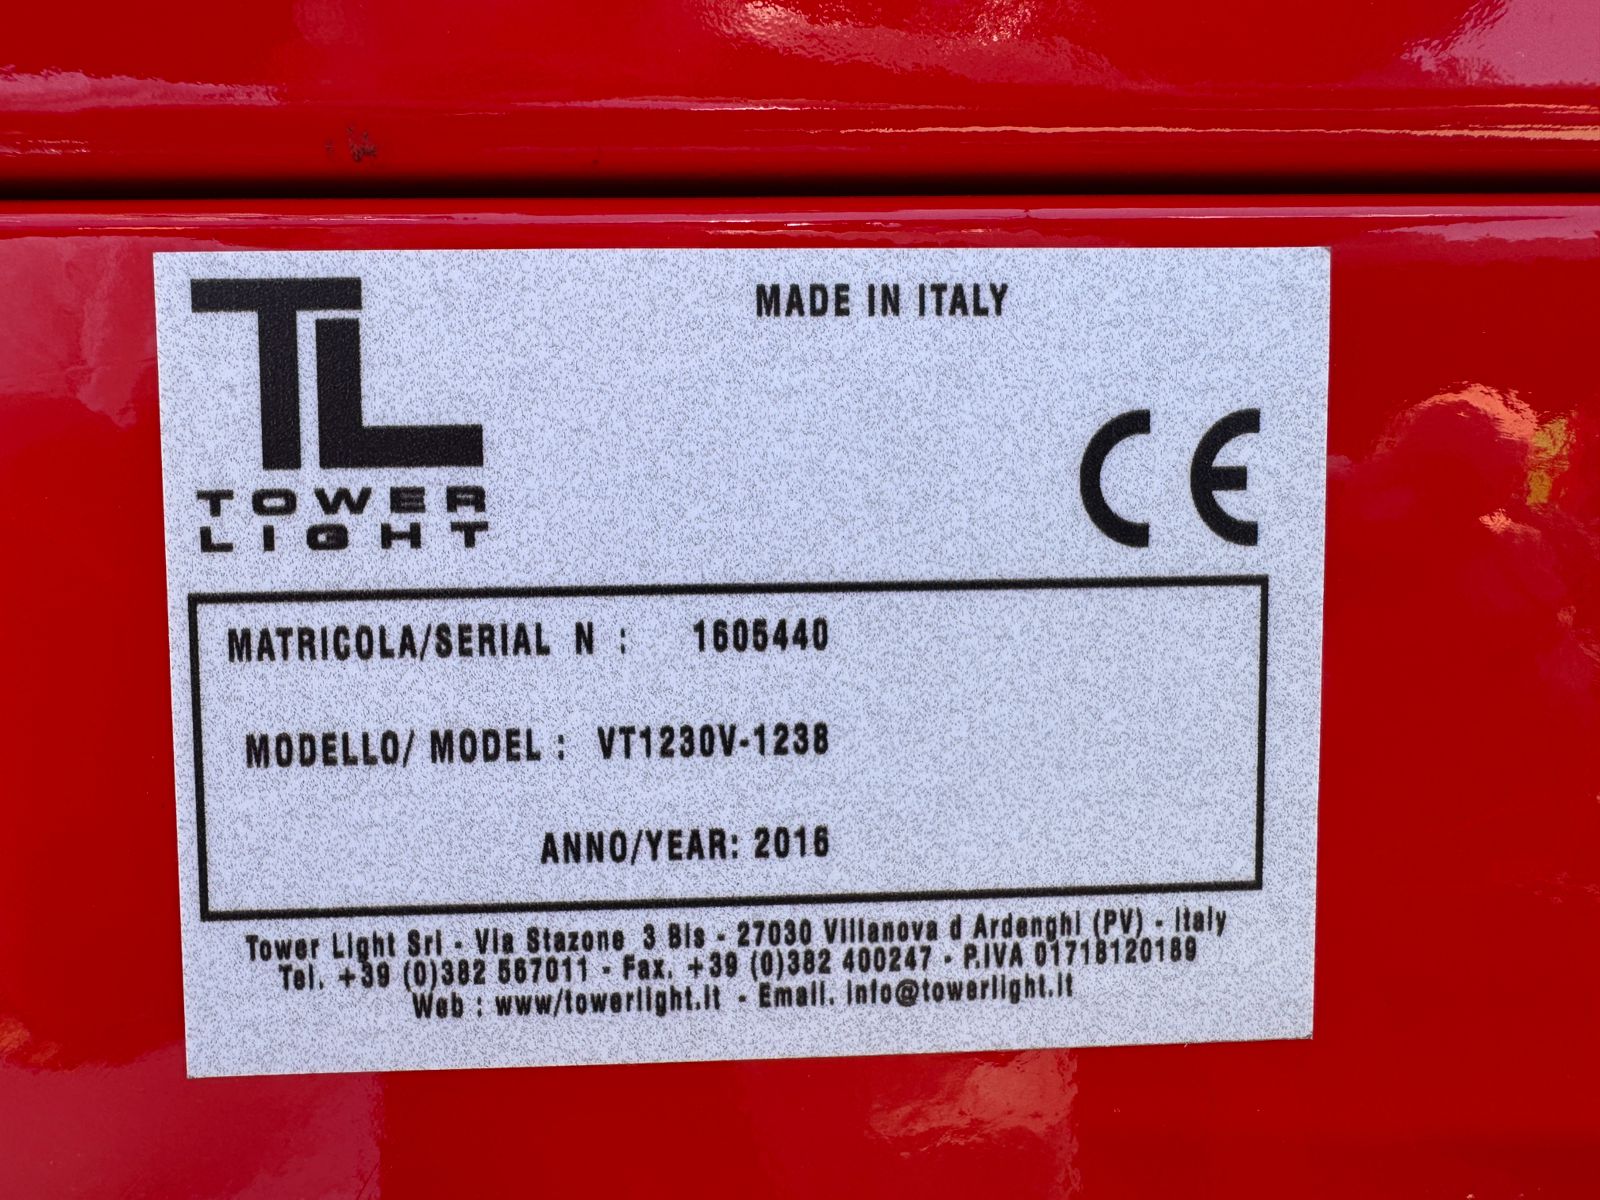 MADE IN ITALY
TL
TOWER
LIGHT
CE
MATRICOLA/SERIAL N : 1605440
MODELLO/ MODEL : VT1230V-1238
ANNO/YEAR: 2016
Tower Light Srl - Via Stazone 3 Bis - 27030 Villanova d Ardenghi (PV) - Italy
Tel. +39 (0)382 567011 - Fax. +39 (0)382 400247 - P.IVA 01718120189
Web : www/towerlight.it - Email. info@towerlight.it